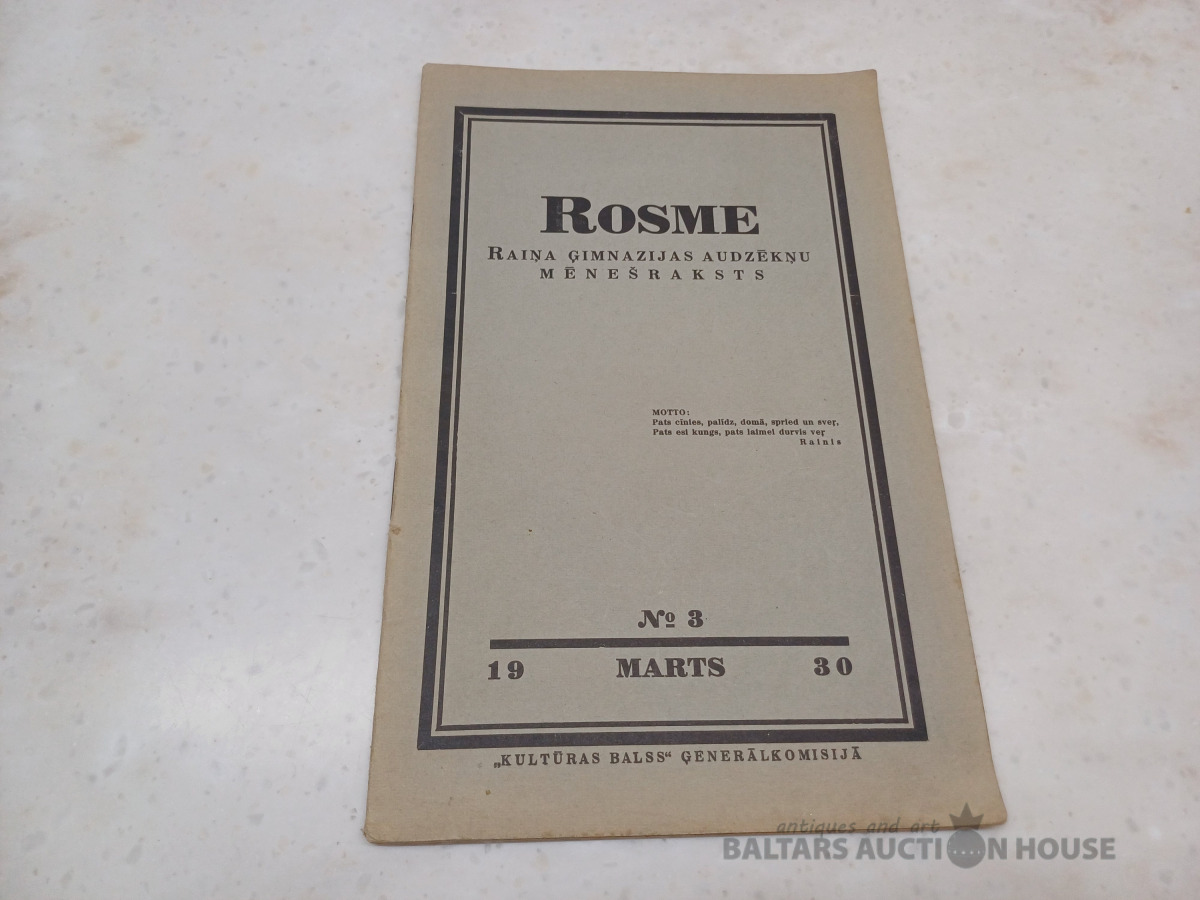 ROSME
RAIŅA ĢIMNAZIJAS AUDZĒKŅU
MĒNEŠRAKSTS
MOTTO:
Pats cīnies, palīdz, domā, spried un sveŗ,
Pats esi kungs, pats laimei durvis veŗ
Rainis
№ 3
19 MARTS 30
„KULTŪRAS BALSS“ ĢENERĀLKOMISIJĀ
antiques and art
BALTARS AUCTION HOUSE